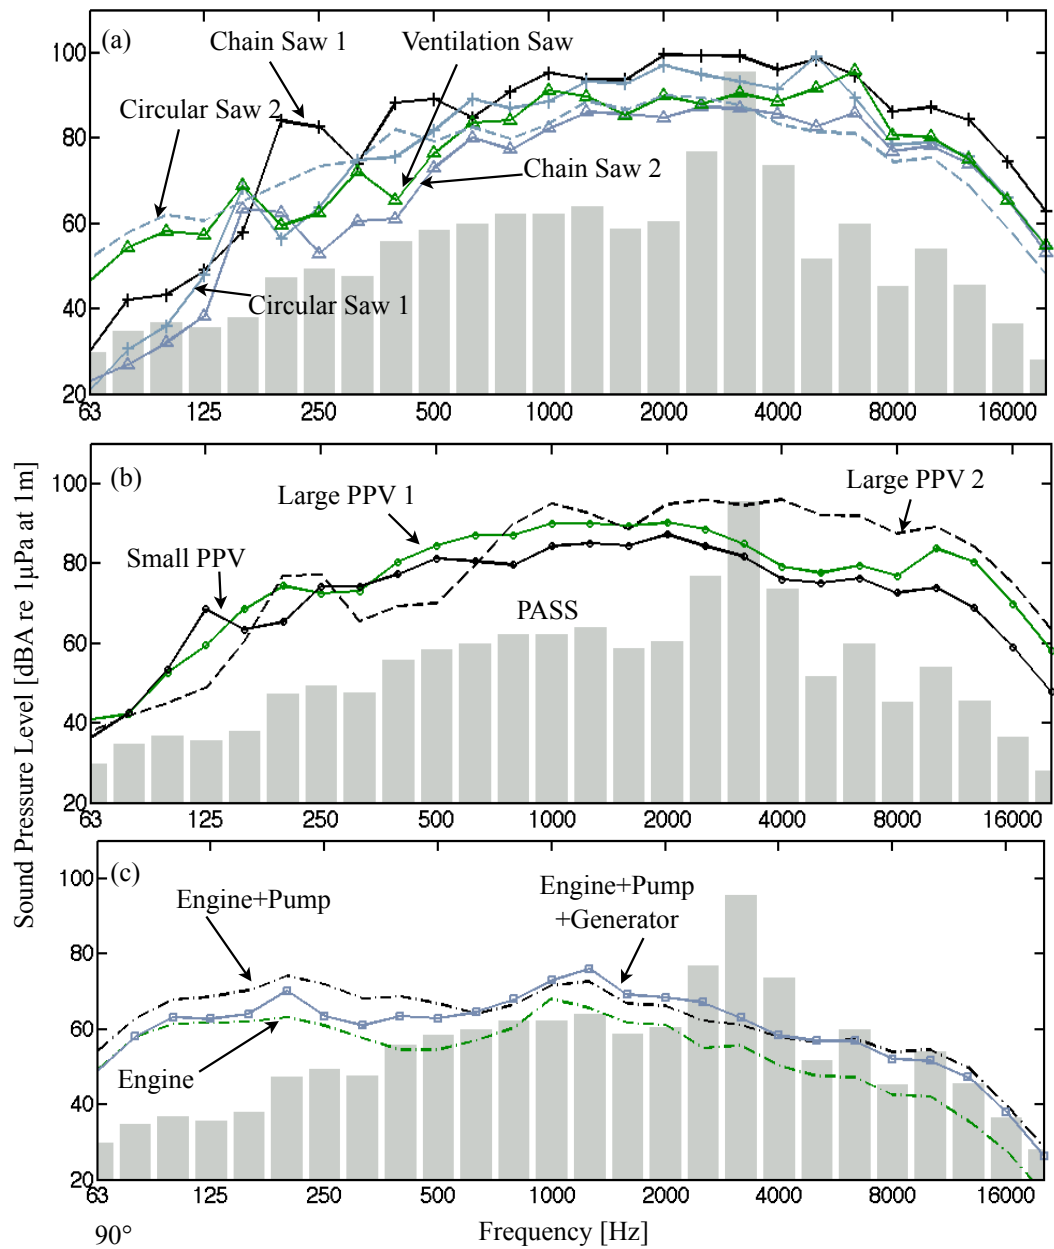 (a)
Chain Saw 1
Ventilation Saw
Circular Saw 2
Chain Saw 2
Circular Saw 1
100
80
60
40
20
63 125 250 500 1000 2000 4000 8000 16000
(b)
Large PPV 1
Large PPV 2
Small PPV
PASS
100
80
60
40
20
63 125 250 500 1000 2000 4000 8000 16000
(c)
Engine+Pump
Engine+Pump
+Generator
Engine
100
80
60
40
20
63 125 250 500 1000 2000 4000 8000 16000
Sound Pressure Level [dBA re 1µPa at 1m]
90°
Frequency [Hz]